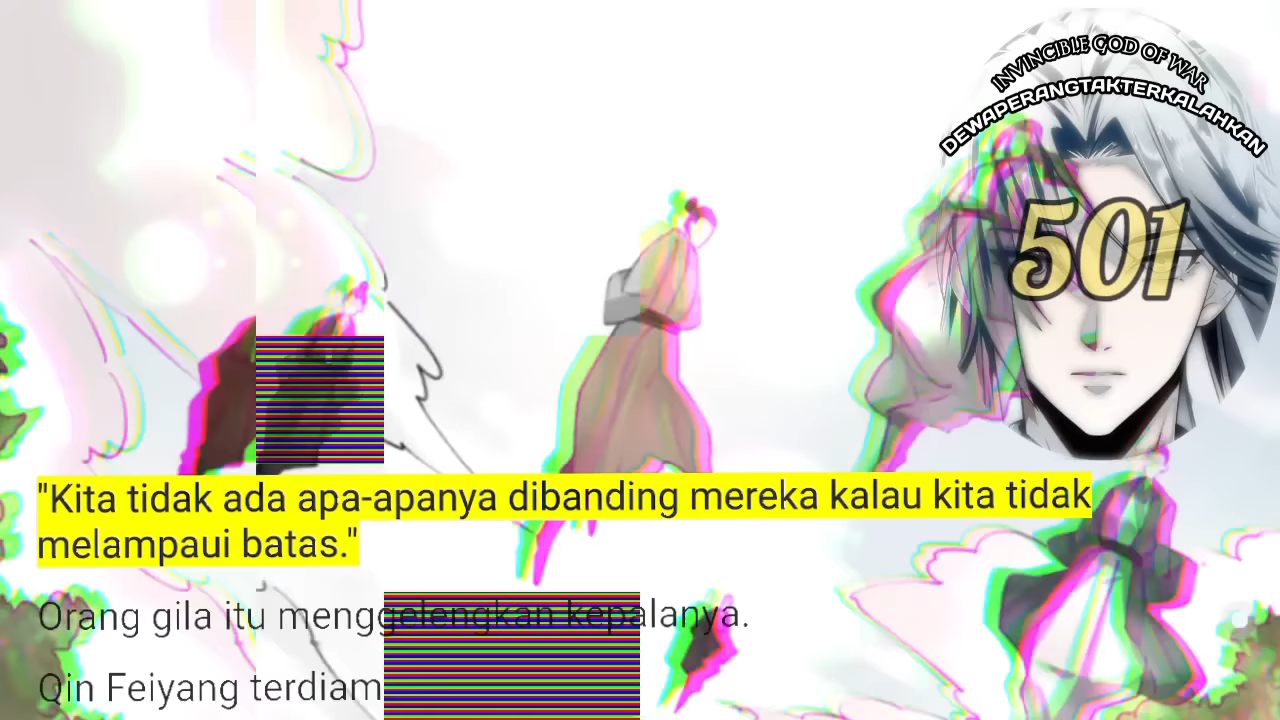 INVINCIBLE GOD OF WAR
DEWAPERANGTAKTERKALAHKAN
501
"Kita tidak ada apa-apanya dibanding mereka kalau kita tidak
melampaui batas."
Orang gila itu menggelengkan kepalanya.
Qin Feiyang terdiam